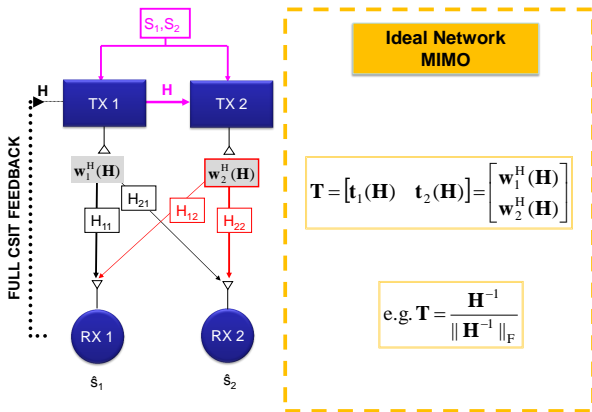 S₁,S₂
H
H
TX 1
TX 2
FULL CSIT FEEDBACK
w₁ᴴ(H)
w₂ᴴ(H)
H₁₁
H₂₁
H₁₂
H₂₂
RX 1
RX 2
ŝ₁
ŝ₂
Ideal Network
MIMO
T = [t₁(H) t₂(H)] = [w₁ᴴ(H)
w₂ᴴ(H)]
e.g. T = H⁻¹
‖ H⁻¹ ‖F